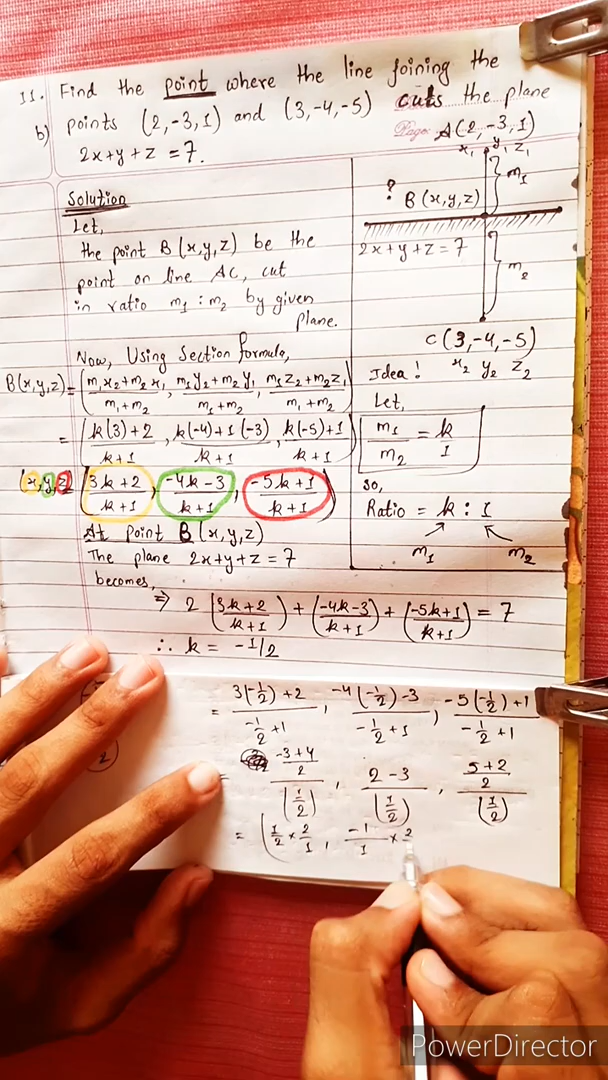 11. Find the point where the line joining the
b) points (2,-3,1) and (3,-4,-5) cuts the plane
2x+y+z=7.
Page:
A(2,-3,1)
x₁ y₁ z₁
m₁
? B(x,y,z)
2x+y+z=7
m₂
C(3,-4,-5)
x₂ y₂ z₂
Solution
Let,
the point B(x,y,z) be the
point on line AC, cut
in ratio m₁:m₂ by given
plane.
Now, Using Section formula,
B(x,y,z)=(m₁x₂+m₂x₁/m₁+m₂, m₁y₂+m₂y₁/m₁+m₂, m₁z₂+m₂z₁/m₁+m₂)
= (k(3)+2/k+1, k(-4)+1(-3)/k+1, k(-5)+1/k+1)
(x,y,z) (3k+2/k+1, -4k-3/k+1, -5k+1/k+1)
Idea!
Let,
m₁/m₂ = k/1
so,
Ratio = k : 1
m₁ m₂
At point B(x,y,z)
The plane 2x+y+z=7
becomes,
⇒ 2(3k+2/k+1)+(-4k-3/k+1)+(-5k+1/k+1)=7
∴ k = -1/2
= 3(-1/2)+2/-1/2+1, -4(-1/2)-3/-1/2+1, -5(-1/2)+1/-1/2+1
= -3+4/2/(1/2), 2-3/(1/2), 5+2/2/(1/2)
= (1/2×2/1, -1/1×2
2
PowerDirector